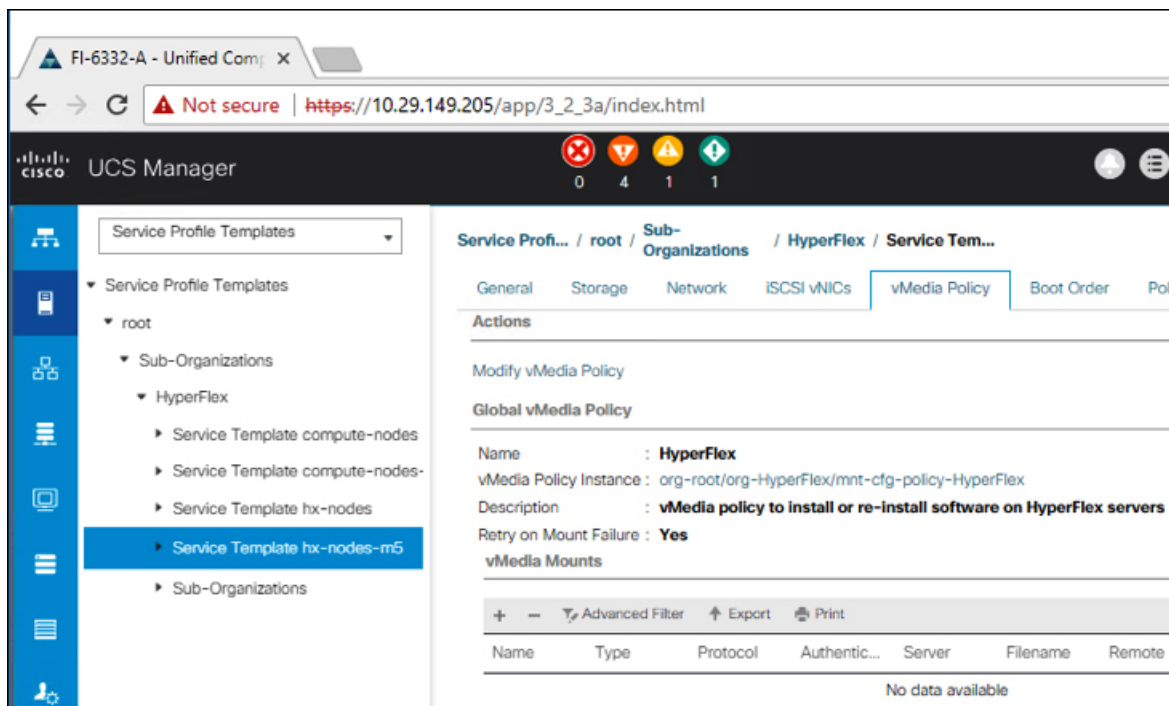 FI-6332-A - Unified Comp
Not secure | https://10.29.149.205/app/3_2_3a/index.html
cisco UCS Manager
0 4 1 1
Service Profile Templates
Service Profi... / root / Sub-Organizations / HyperFlex / Service Tem...
Service Profile Templates
root
Sub-Organizations
HyperFlex
Service Template compute-nodes
Service Template compute-nodes-
Service Template hx-nodes
Service Template hx-nodes-m5
Sub-Organizations
General Storage Network iSCSI vNICs vMedia Policy Boot Order Pol
Actions
Modify vMedia Policy
Global vMedia Policy
Name : HyperFlex
vMedia Policy Instance : org-root/org-HyperFlex/mnt-cfg-policy-HyperFlex
Description : vMedia policy to install or re-install software on HyperFlex servers
Retry on Mount Failure : Yes
vMedia Mounts
+ − Advanced Filter Export Print
Name Type Protocol Authentic... Server Filename Remote
No data available